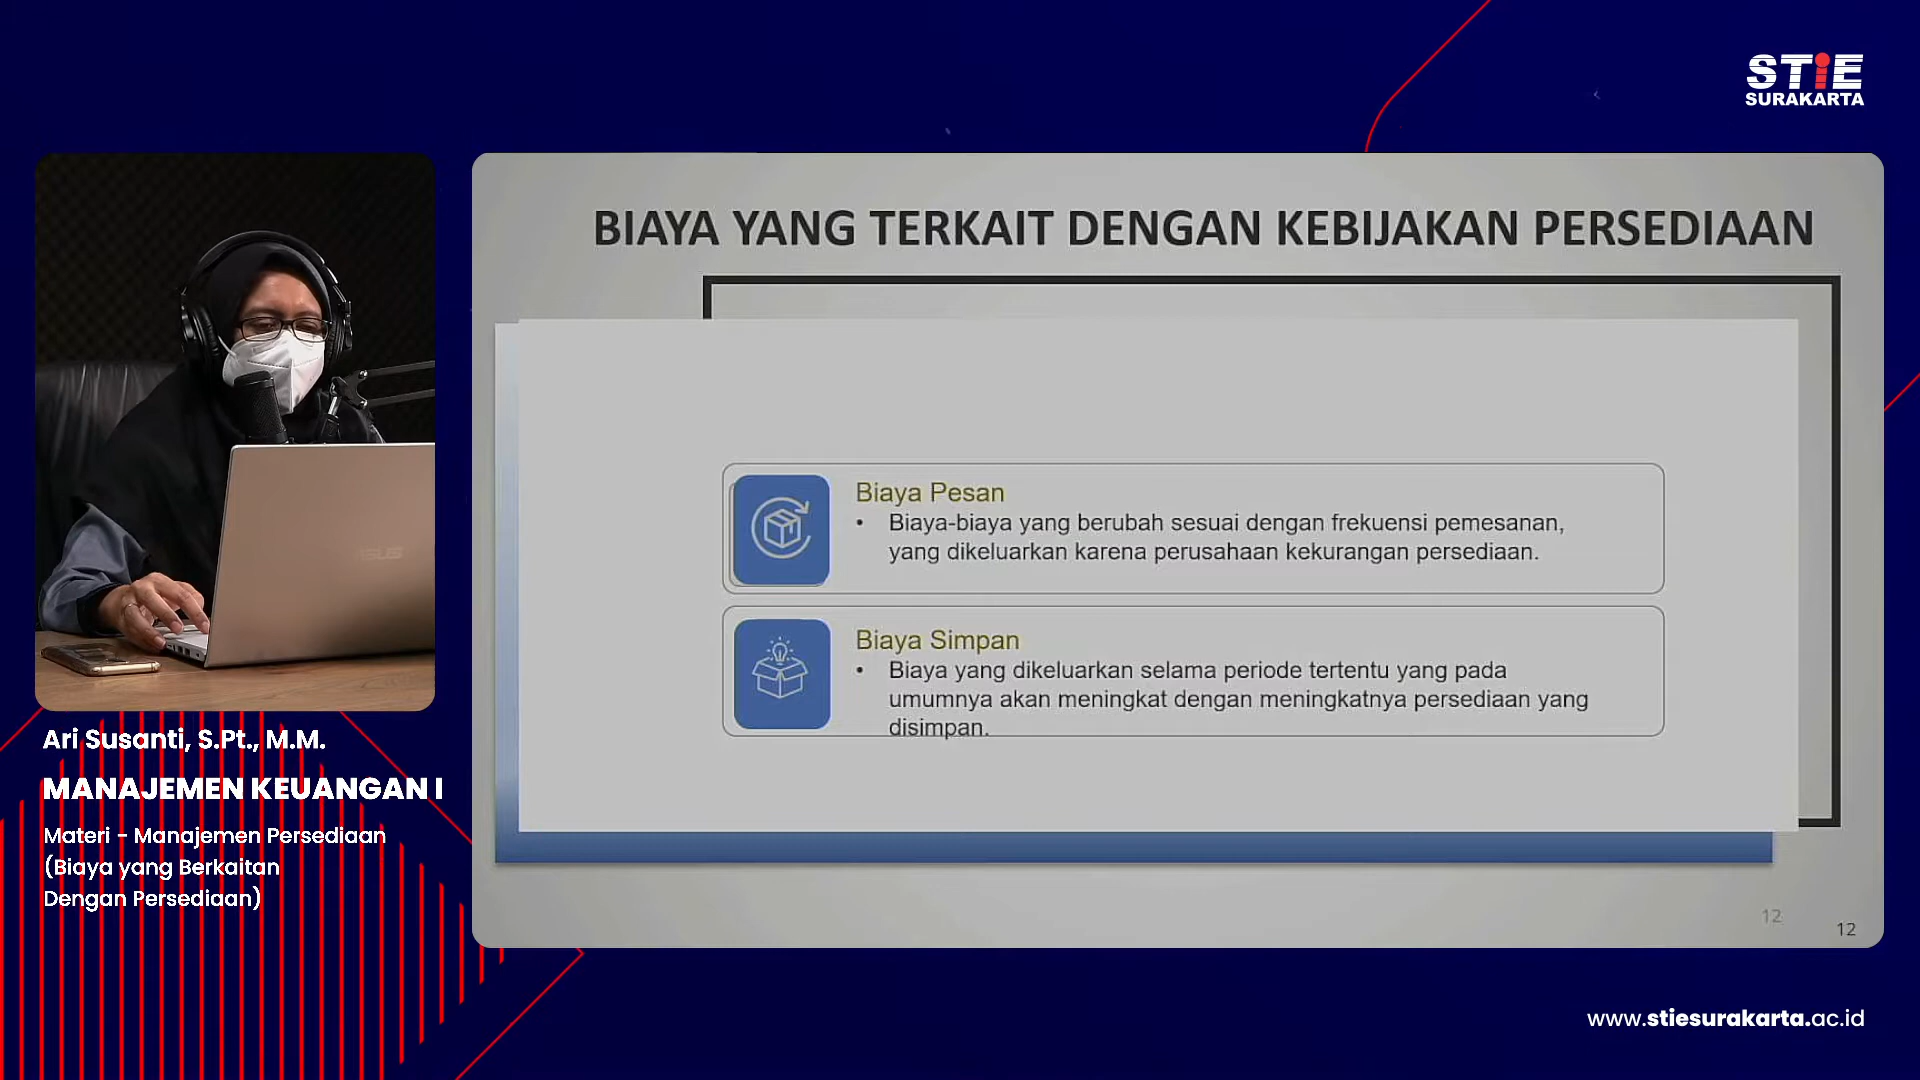 STiE
SURAKARTA
BIAYA YANG TERKAIT DENGAN KEBIJAKAN PERSEDIAAN
Biaya Pesan
• Biaya-biaya yang berubah sesuai dengan frekuensi pemesanan,
yang dikeluarkan karena perusahaan kekurangan persediaan.
Biaya Simpan
• Biaya yang dikeluarkan selama periode tertentu yang pada
umumnya akan meningkat dengan meningkatnya persediaan yang
disimpan.
12
12
ASUS
Ari Susanti, S.Pt., M.M.
MANAJEMEN KEUANGAN I
Materi - Manajemen Persediaan
(Biaya yang Berkaitan
Dengan Persediaan)
www.stiesurakarta.ac.id